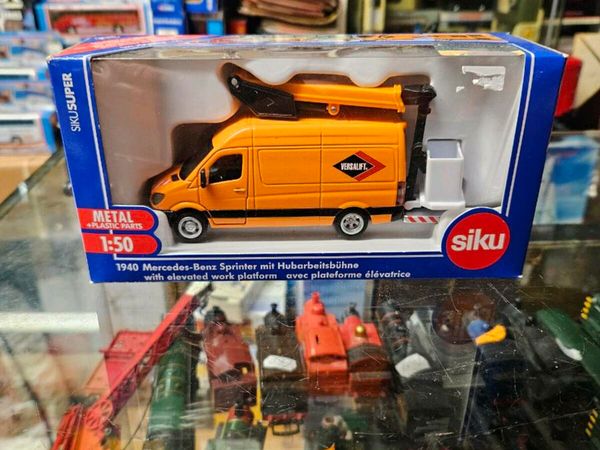 SIKUSUPER
siku
VERSALIFT
METAL
+PLASTIC PARTS
1:50
siku
1940 Mercedes-Benz Sprinter mit Hubarbeitsbühne
with elevated work platform avec plateforme élévatrice